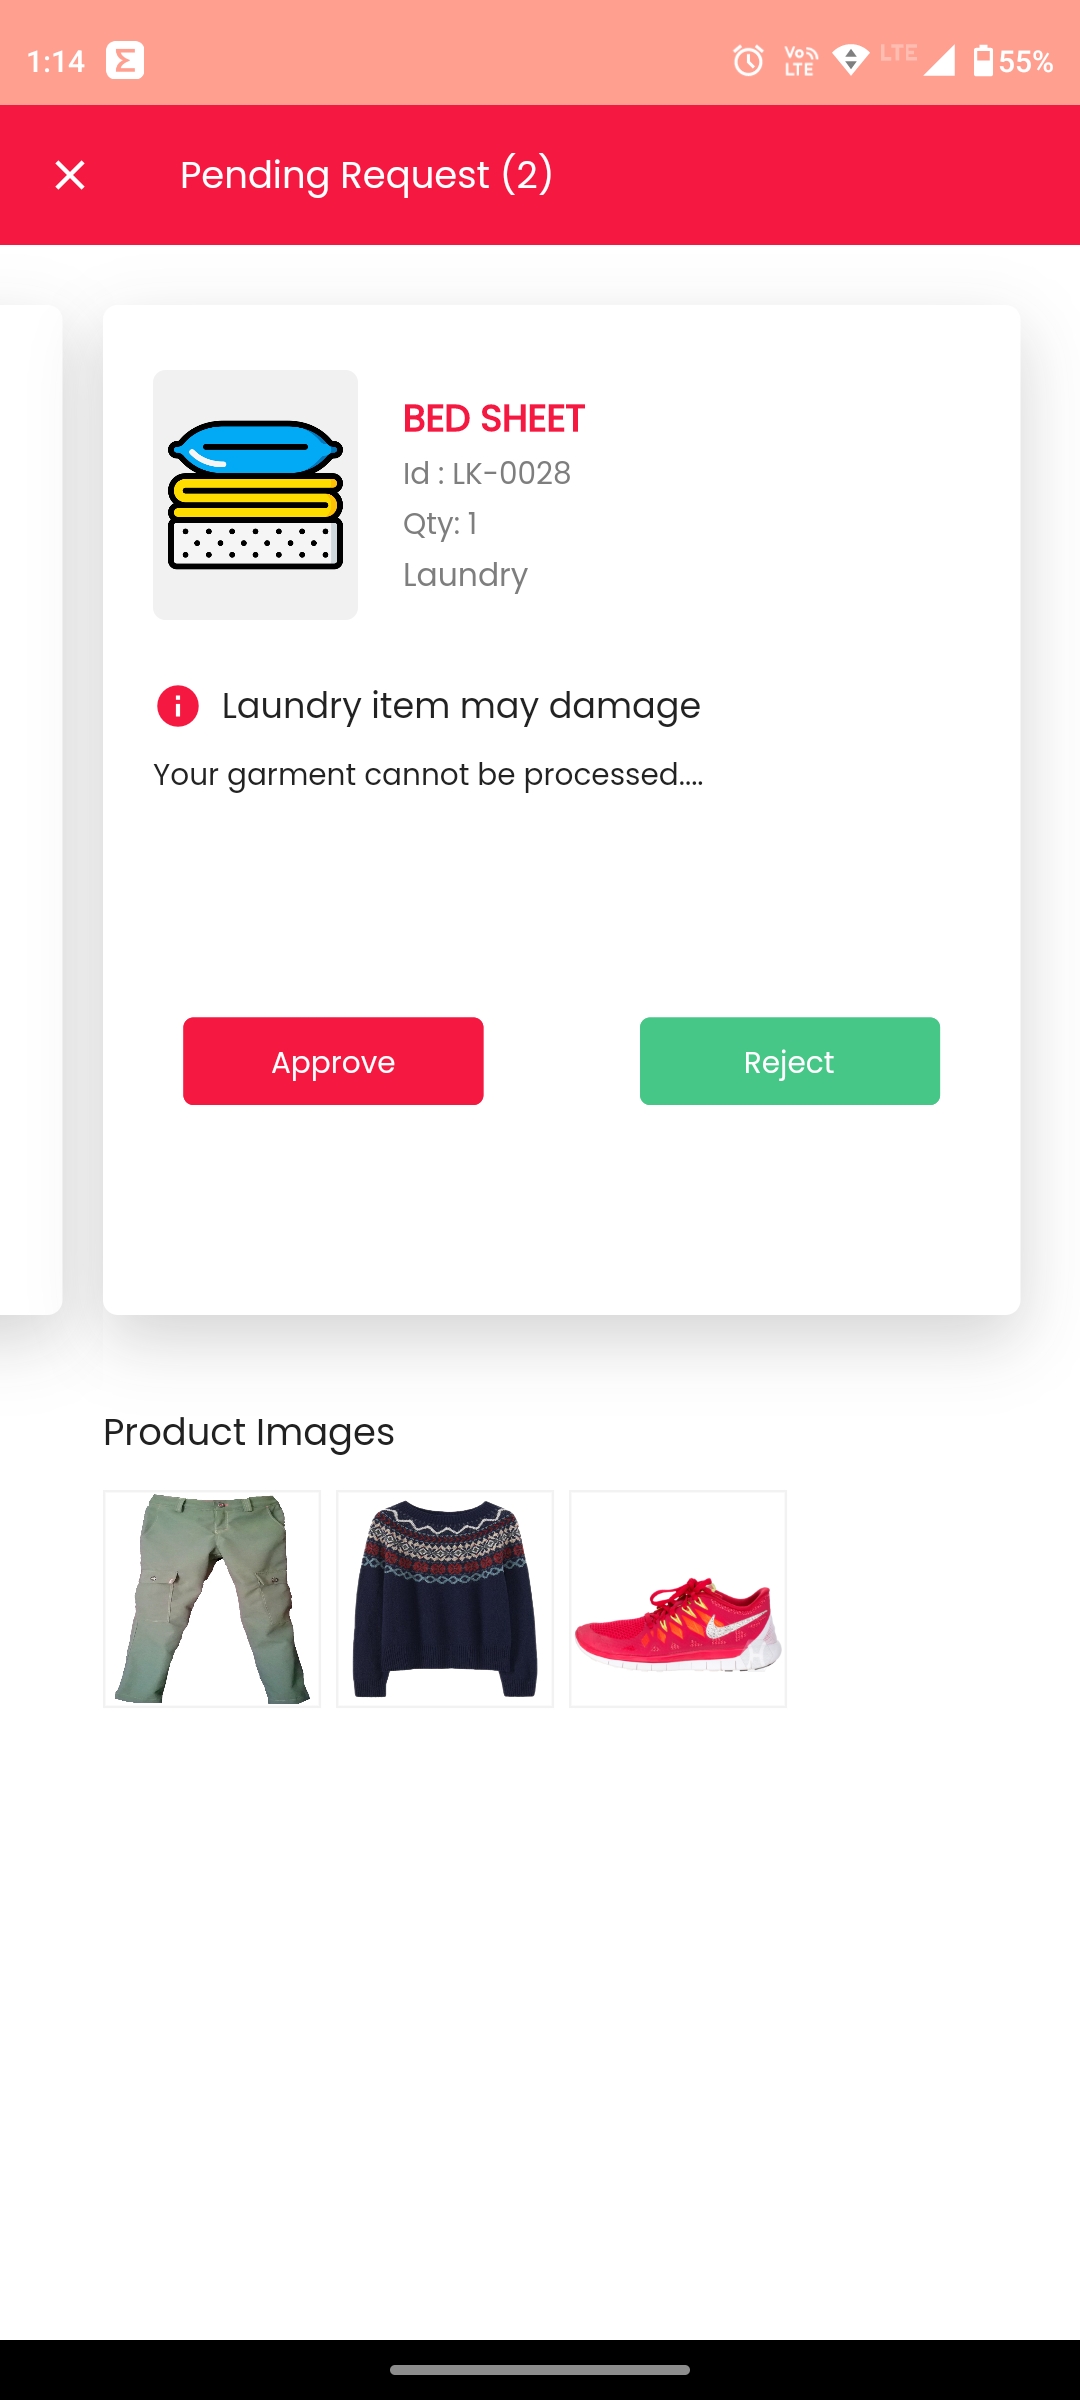 1:14
Vo LTE
LTE
55%
Pending Request (2)
BED SHEET
Id : LK-0028
Qty: 1
Laundry
Laundry item may damage
Your garment cannot be processed....
Approve
Reject
Product Images